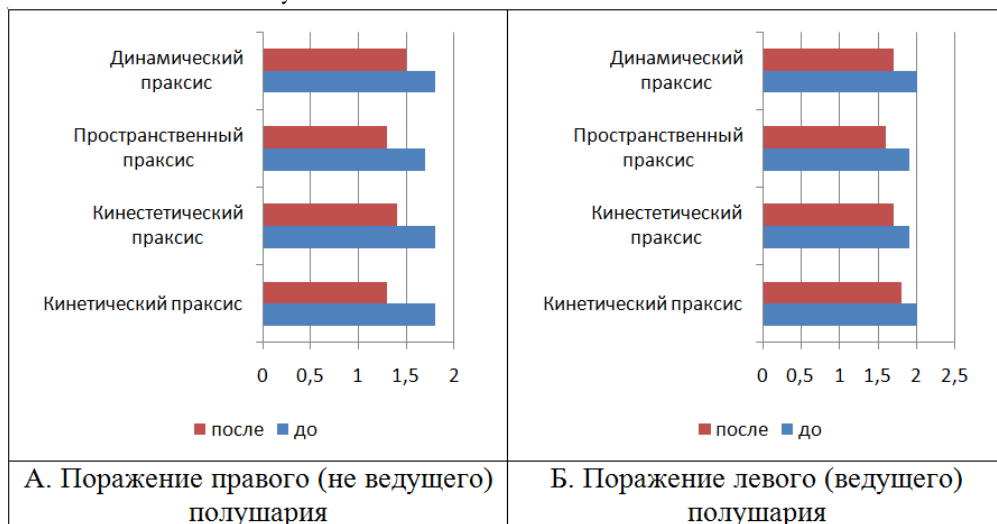 Динамический
праксис
Пространственный
праксис
Кинестетический
праксис
Кинетический праксис
0 0,5 1 1,5 2
после до
Динамический
праксис
Пространственный
праксис
Кинестетический
праксис
Кинетический праксис
0 0,5 1 1,5 2 2,5
после до
А. Поражение правого (не ведущего)
полушария
Б. Поражение левого (ведущего)
полушария